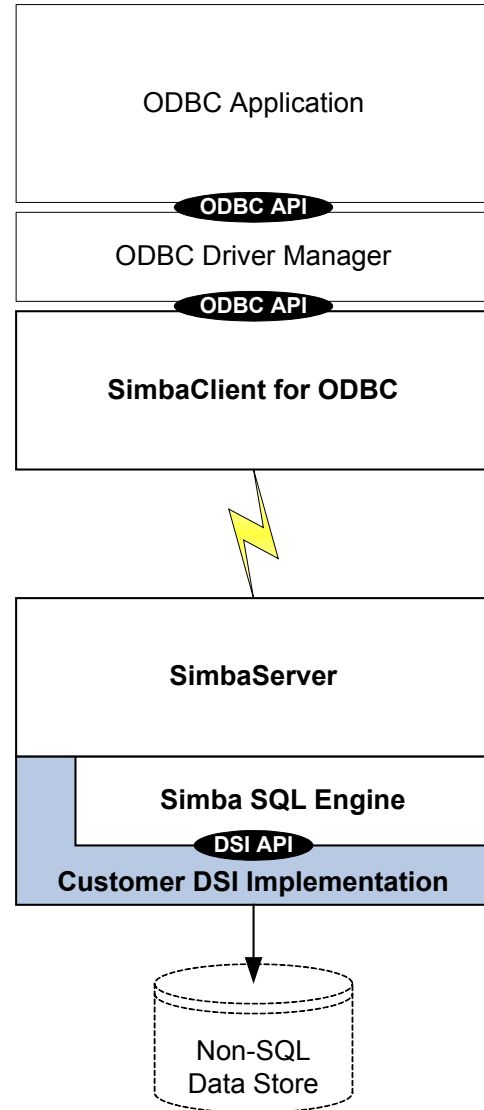 ODBC Application
ODBC API
ODBC Driver Manager
ODBC API
SimbaClient for ODBC
SimbaServer
Simba SQL Engine
DSI API
Customer DSI Implementation
Non-SQL
Data Store